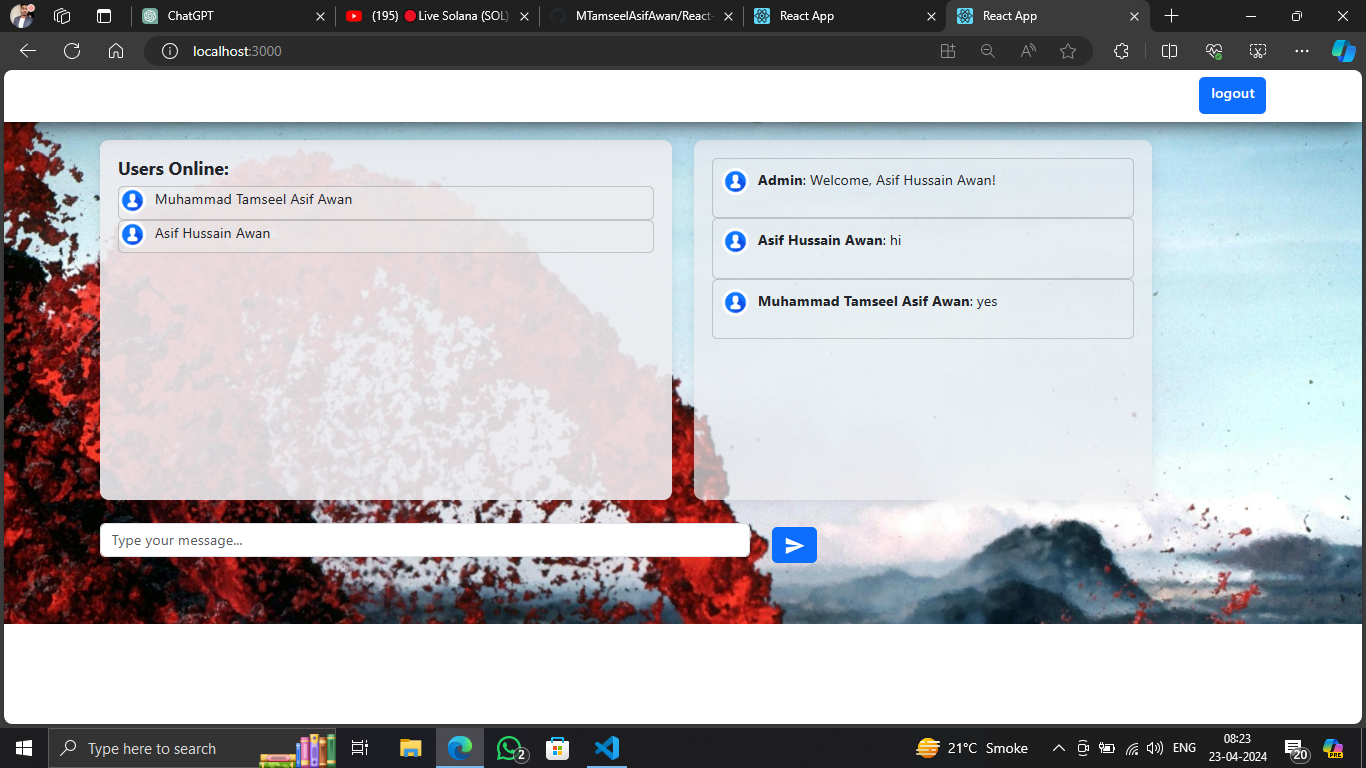 ChatGPT
(195) 🔴Live Solana (SOL)
MTamseelAsifAwan/React-
React App
React App
localhost:3000
logout
Users Online:
Muhammad Tamseel Asif Awan
Asif Hussain Awan
Admin: Welcome, Asif Hussain Awan!
Asif Hussain Awan: hi
Muhammad Tamseel Asif Awan: yes
Type your message...
Type here to search
2
21°C Smoke
ENG
08:23
23-04-2024
20
PRE